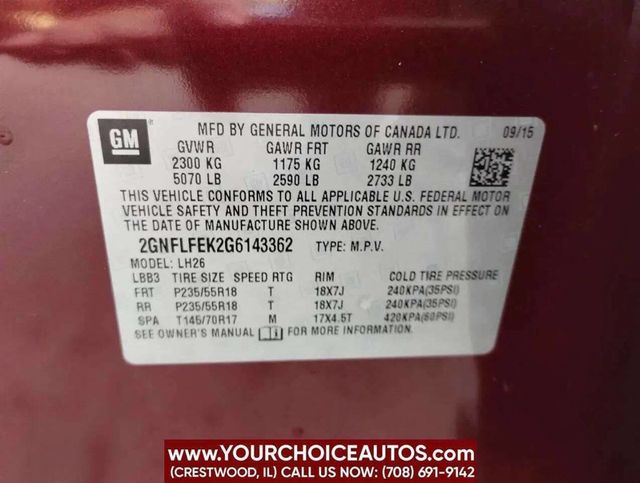 GM
MFD BY GENERAL MOTORS OF CANADA LTD. 09/15
GVWR GAWR FRT GAWR RR
2300 KG 1175 KG 1240 KG
5070 LB 2590 LB 2733 LB
THIS VEHICLE CONFORMS TO ALL APPLICABLE U.S. FEDERAL MOTOR
VEHICLE SAFETY AND THEFT PREVENTION STANDARDS IN EFFECT ON
THE DATE OF MANUFACTURE SHOWN ABOVE.
2GNFLFEK2G6143362 TYPE: M.P.V.
MODEL: LH26
LBB3 TIRE SIZE SPEED RTG RIM COLD TIRE PRESSURE
FRT P235/55R18 T 18X7J 240KPA(35PSI)
RR P235/55R18 T 18X7J 240KPA(35PSI)
SPA T145/70R17 M 17X4.5T 420KPA(60PSI)
SEE OWNER'S MANUAL FOR MORE INFORMATION.
www.YOURCHOICEAUTOS.com
(CRESTWOOD, IL) CALL US NOW: (708) 691-9142